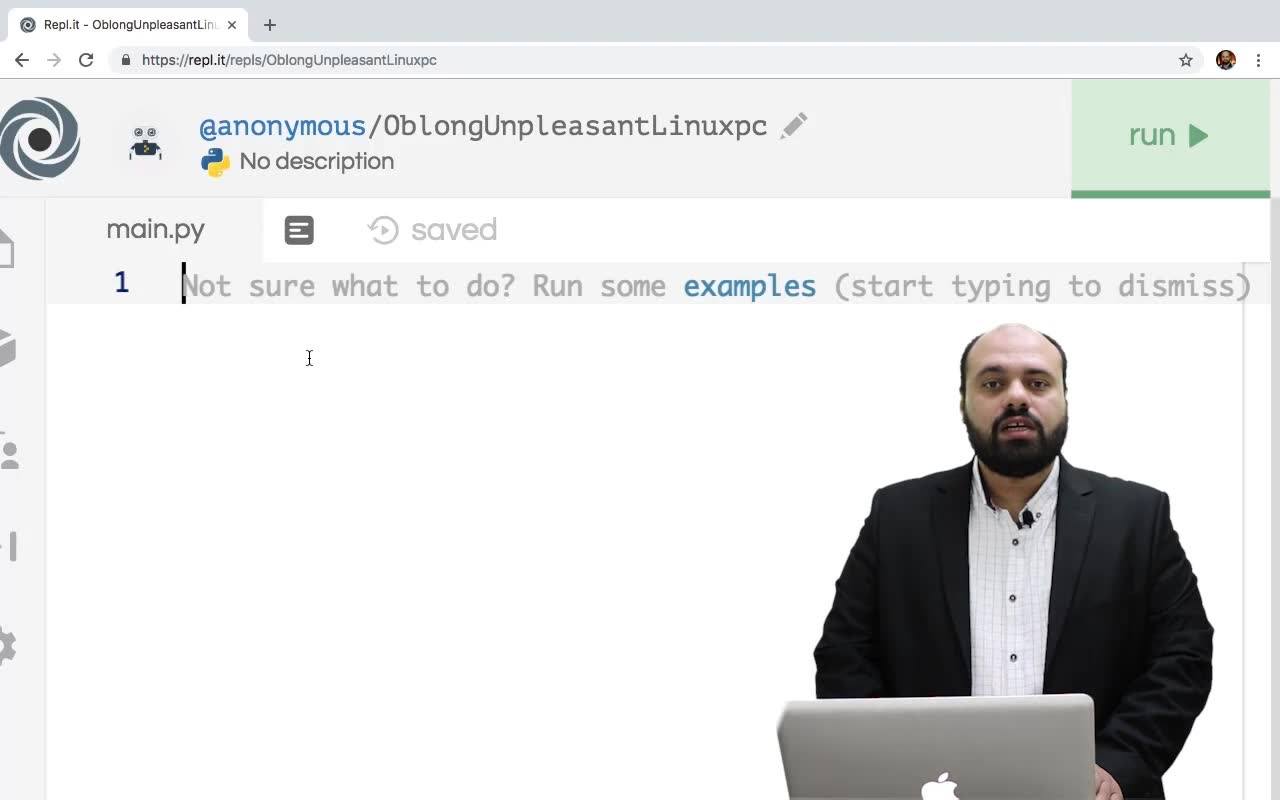 Repl.it - OblongUnpleasantLinu
https://repl.it/repls/OblongUnpleasantLinuxpc
@anonymous/OblongUnpleasantLinuxpc
No description
run
main.py
saved
1
Not sure what to do? Run some examples (start typing to dismiss)